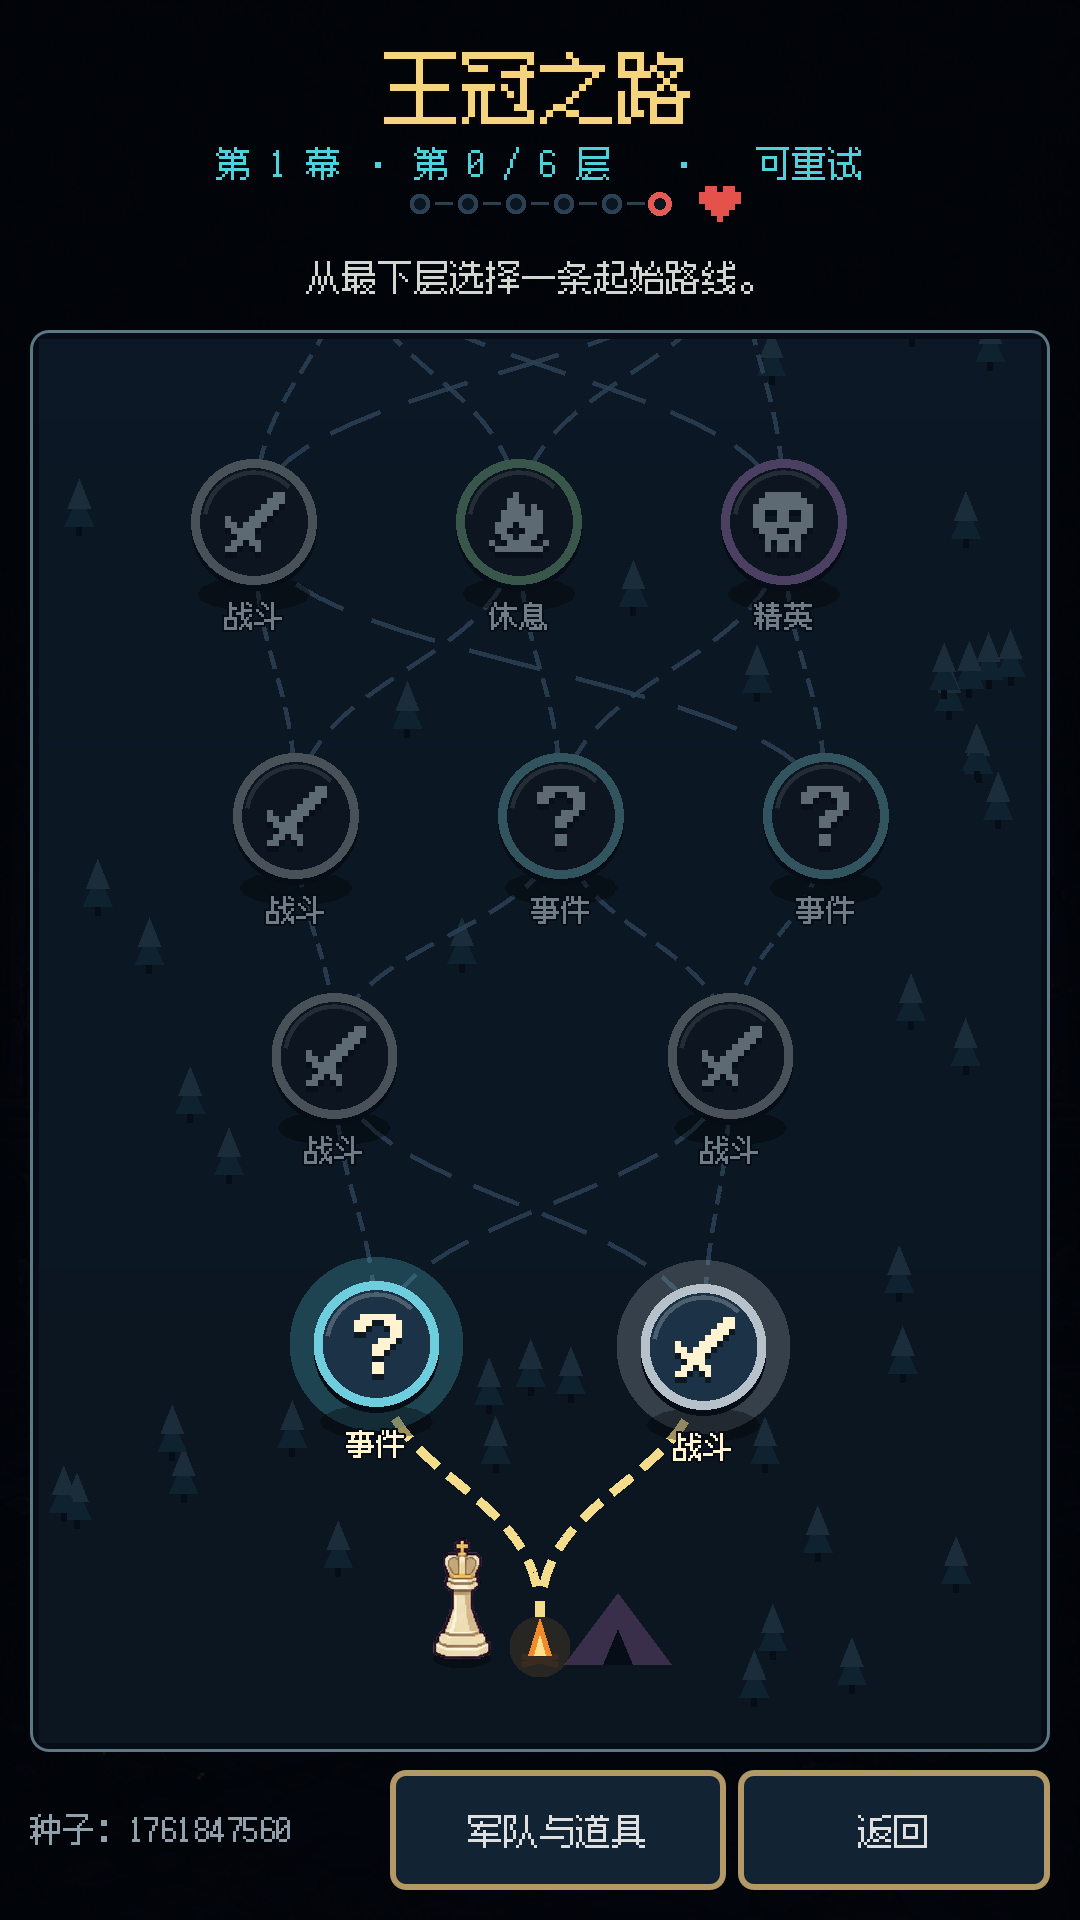 王冠之路
第 1 幕 · 第 0 / 6 层 · 可重试
从最下层选择一条起始路线。
战斗 休息 精英
战斗 事件 事件
战斗 战斗
事件 战斗
种子：1761847560 军队与道具 返回